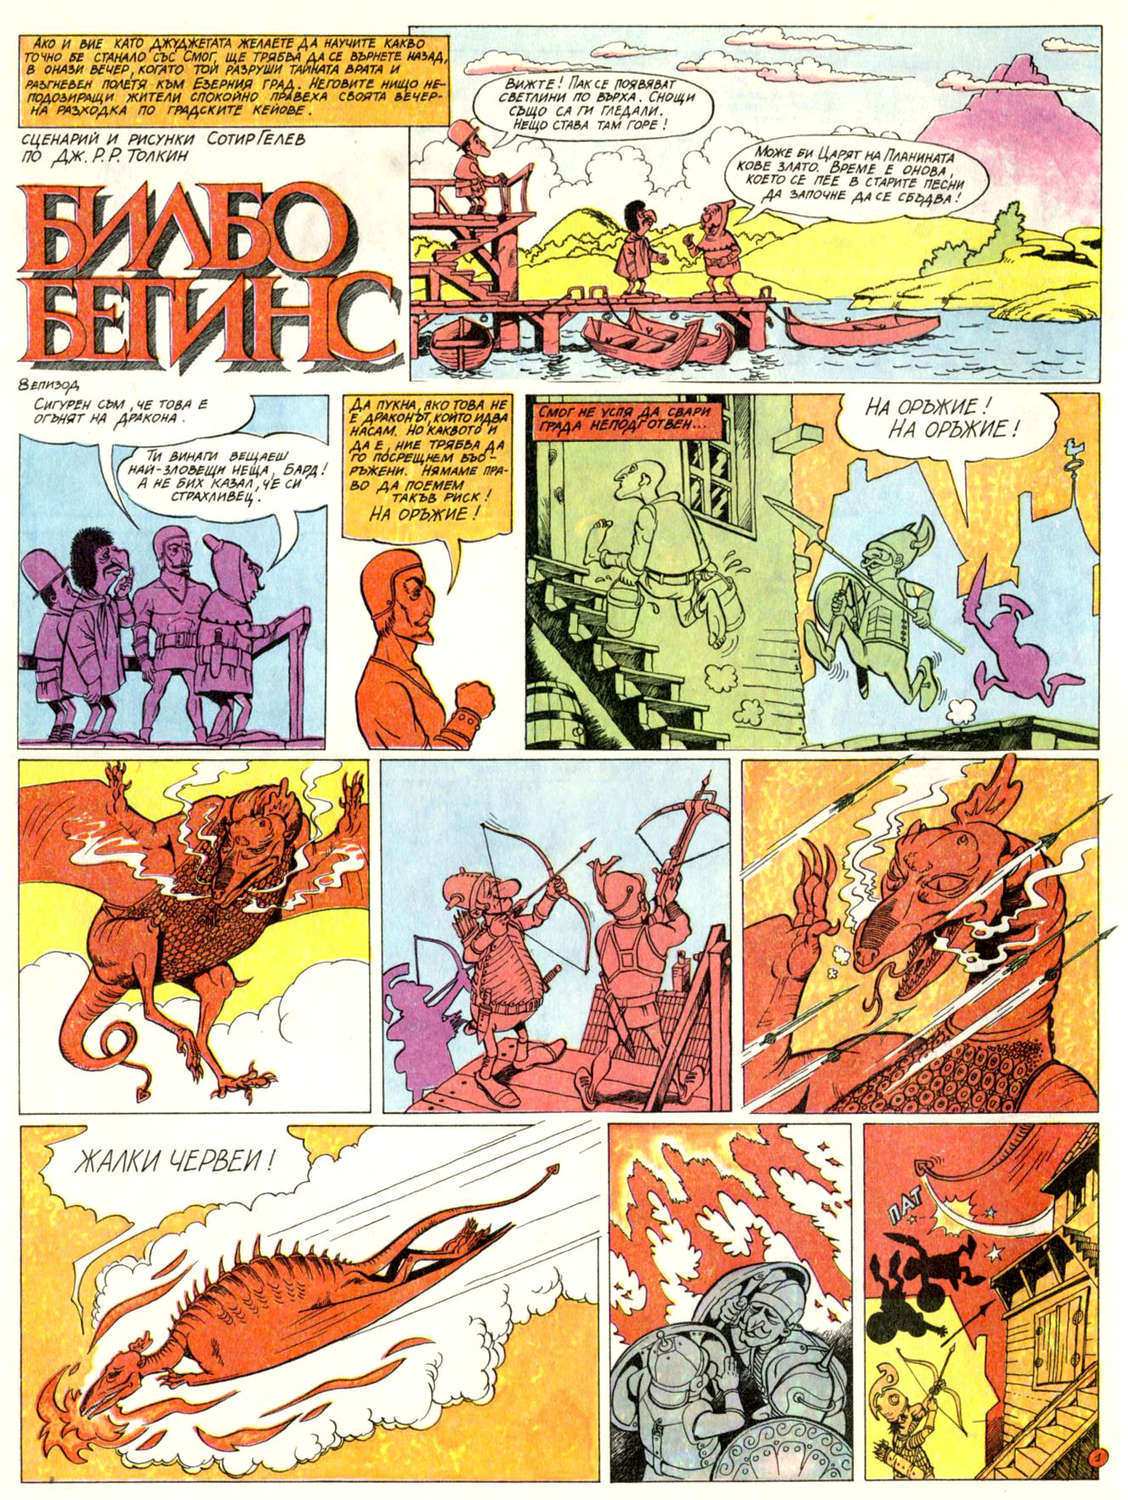 АКО И ВИЕ КАТО ДЖУДЖЕТАТА ЖЕЛАЕТЕ ДА НАУЧИТЕ КАКВО
ТОЧНО БЕ СТАНАЛО СЪС СМОГ, ЩЕ ТРЯБВА ДА СЕ ВЪРНЕТЕ НАЗАД,
В ОНАЗИ ВЕЧЕР, КОГАТО ТОЙ РАЗРУШИ ТАЙНАТА ВРАТА И
РАЗГНЕВЕН ПОЛЕТЯ КЪМ ЕЗЕРНИЯ ГРАД. НЕГОВИТЕ НИЩО НЕ-
ПОДОЗИРАЩИ ЖИТЕЛИ СПОКОЙНО ПРАВЕХА СВОЯТА ВЕЧЕР-
НА РАЗХОДКА ПО ГРАДСКИТЕ КЕЙОВЕ.
СЦЕНАРИЙ И РИСУНКИ СОТИР ГЕЛЕВ
ПО ДЖ. Р. Р. ТОЛКИН
БИЛБО
БЕГИНС
8 ЕПИЗОД
ВИЖТЕ! ПАК СЕ ПОЯВЯВАТ
СВЕТЛИНИ ПО ВЪРХА. СНОЩИ
СЪЩО СА ГИ ГЛЕДАЛИ.
НЕЩО СТАВА ТАМ ГОРЕ!
МОЖЕ БИ ЦАРЯТ НА ПЛАНИНАТА
КОВЕ ЗЛАТО. ВРЕМЕ Е ОНОВА,
КОЕТО СЕ ПЕЕ В СТАРИТЕ ПЕСНИ
ДА ЗАПОЧНЕ ДА СЕ СБЪДВА!
СИГУРЕН СЪМ, ЧЕ ТОВА Е
ОГЪНЯТ НА ДРАКОНА.
ТИ ВИНАГИ ВЕЩАЕШ
НАЙ-ЗЛОВЕЩИ НЕЩА, БАРД!
А НЕ БИХ КАЗАЛ, ЧЕ СИ
СТРАХЛИВЕЦ.
ДА ПУКНА, АКО ТОВА НЕ
Е ДРАКОНЪТ, КОЙТО ИДВА
НАСАМ. НО КАКВОТО И
ДА Е, НИЕ ТРЯБВА ДА
ГО ПОСРЕЩНЕМ ВЪО-
РЪЖЕНИ. НЯМАМЕ ПРА-
ВО ДА ПОЕМЕМ
ТАКЪВ РИСК!
НА ОРЪЖИЕ!
СМОГ НЕ УСПЯ ДА СВАРИ
ГРАДА НЕПОДГОТВЕН...
НА ОРЪЖИЕ!
НА ОРЪЖИЕ!
ЖАЛКИ ЧЕРВЕИ!
ПАТ
1